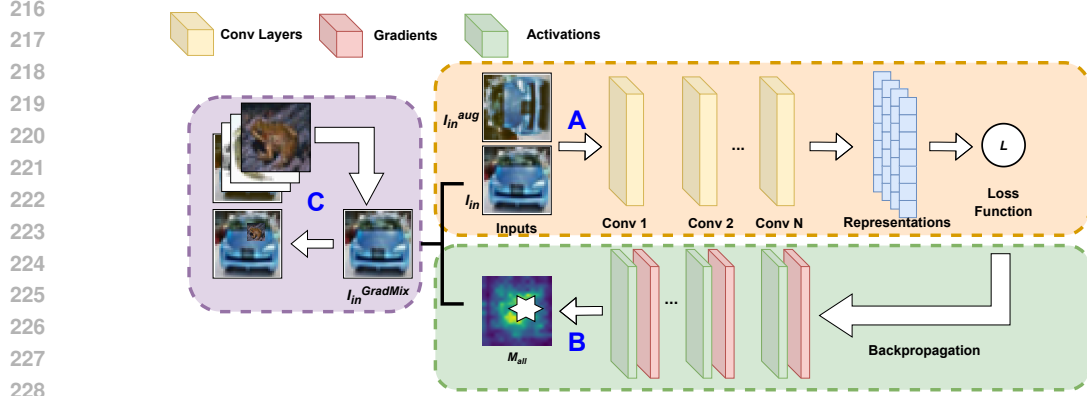 216
217
218
219
220
221
222
223
224
225
226
227
228
Conv Layers
Gradients
Activations
I_in^aug
A
...
I_in
L
Inputs
Conv 1
Conv 2
Conv N
Representations
Loss
Function
C
I_in^GradMix
M_all
B
...
Backpropagation